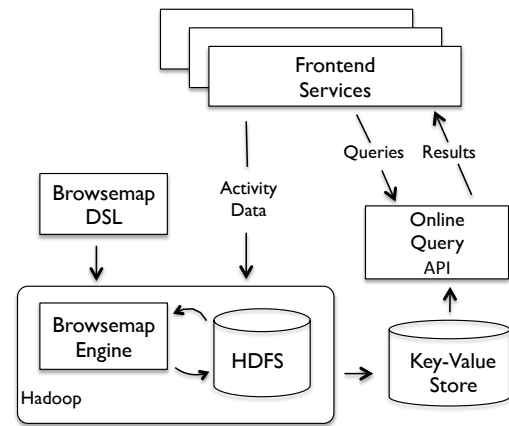 Frontend
Services
Queries
Results
Activity
Data
Browsemap
DSL
Online
Query
API
Browsemap
Engine
HDFS
Key-Value
Store
Hadoop